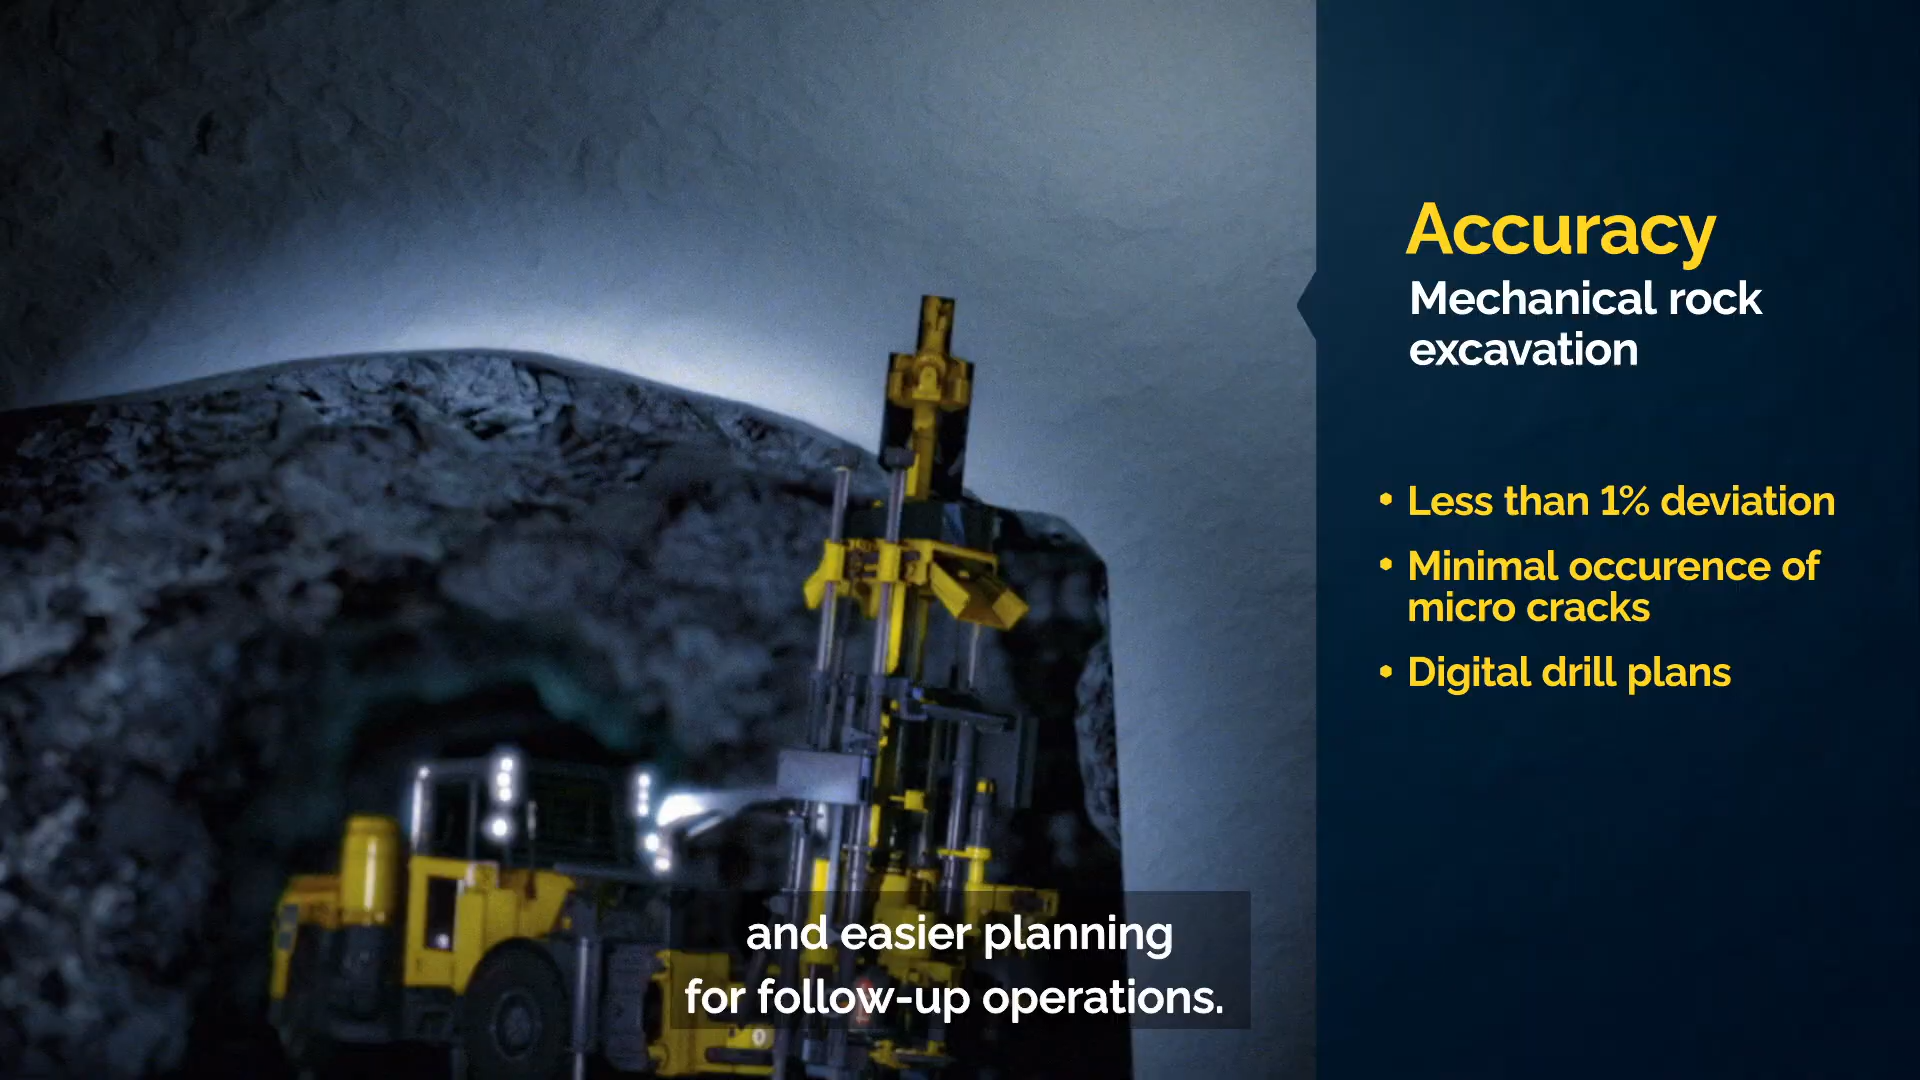 Accuracy
Mechanical rock
excavation
• Less than 1% deviation
• Minimal occurence of
micro cracks
• Digital drill plans
and easier planning
for follow-up operations.